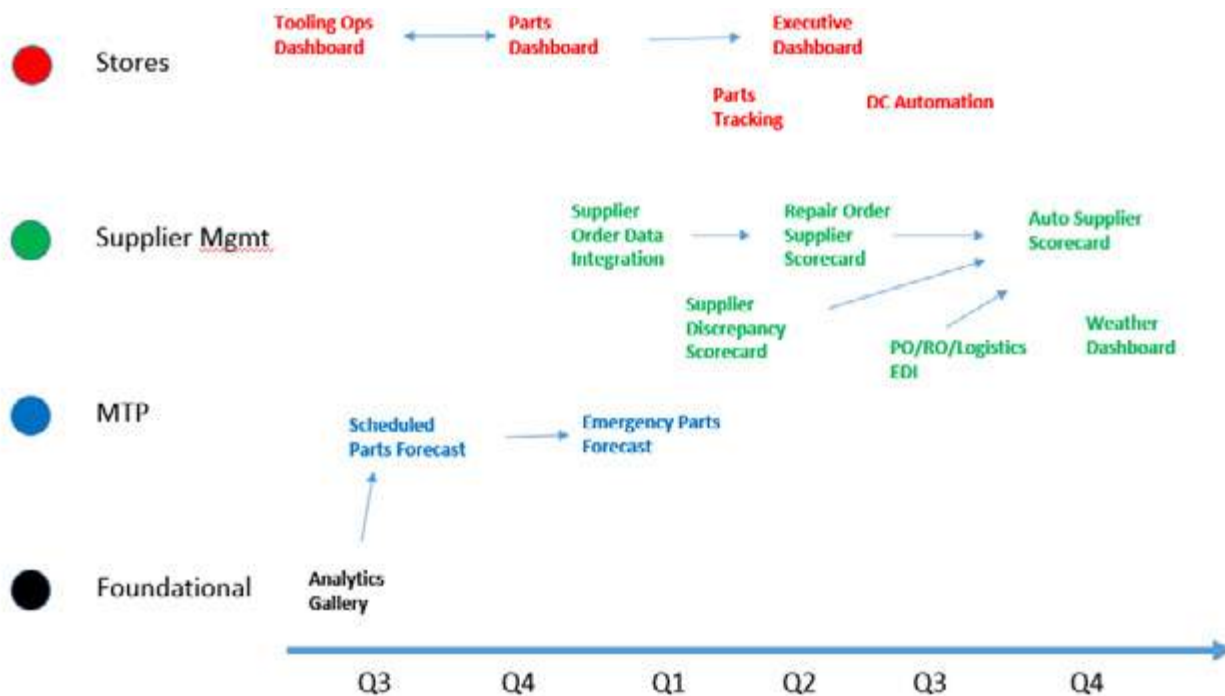 Stores
Tooling Ops
Dashboard
Parts
Dashboard
Executive
Dashboard
Parts
Tracking
DC Automation
Supplier Mgmt
Supplier
Order Data
Integration
Repair Order
Supplier
Scorecard
Auto Supplier
Scorecard
Supplier
Discrepancy
Scorecard
PO/RO/Logistics
EDI
Weather
Dashboard
MTP
Scheduled
Parts Forecast
Emergency Parts
Forecast
Foundational
Analytics
Gallery
Q3 Q4 Q1 Q2 Q3 Q4